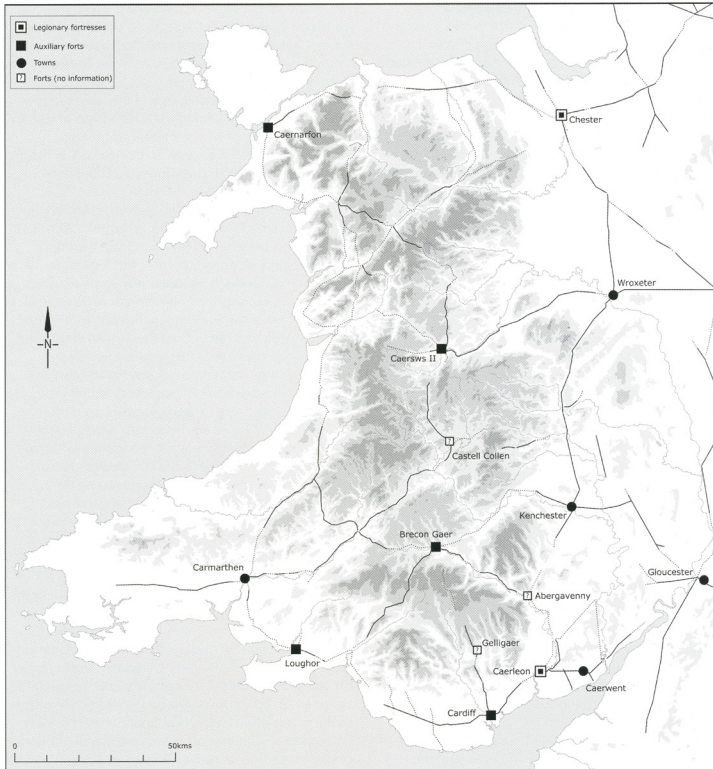 Legionary fortresses
Auxiliary forts
Towns
? Forts (no information)
Caernarfon
Chester
Wroxeter
N
Caersws II
?
Castell Collen
Kenchester
Brecon Gaer
Carmarthen
Gloucester
?
Abergavenny
?
Gelligaer
Loughor
Caerleon
Caerwent
Cardiff
0 50kms